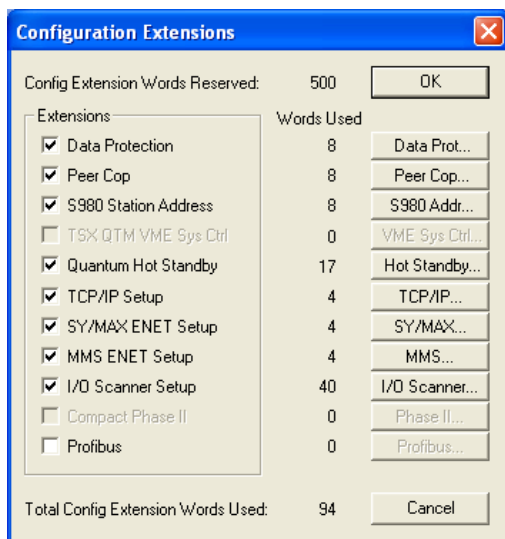 Configuration Extensions
Config Extension Words Reserved: 500 OK
Extensions Words Used
Data Protection 8 Data Prot...
Peer Cop 8 Peer Cop...
S980 Station Address 8 S980 Addr...
TSX QTM VME Sys Ctrl 0 VME Sys Ctrl...
Quantum Hot Standby 17 Hot Standby...
TCP/IP Setup 4 TCP/IP...
SY/MAX ENET Setup 4 SY/MAX...
MMS ENET Setup 4 MMS...
I/O Scanner Setup 40 I/O Scanner...
Compact Phase II 0 Phase II...
Profibus 0 Profibus...
Total Config Extension Words Used: 94 Cancel